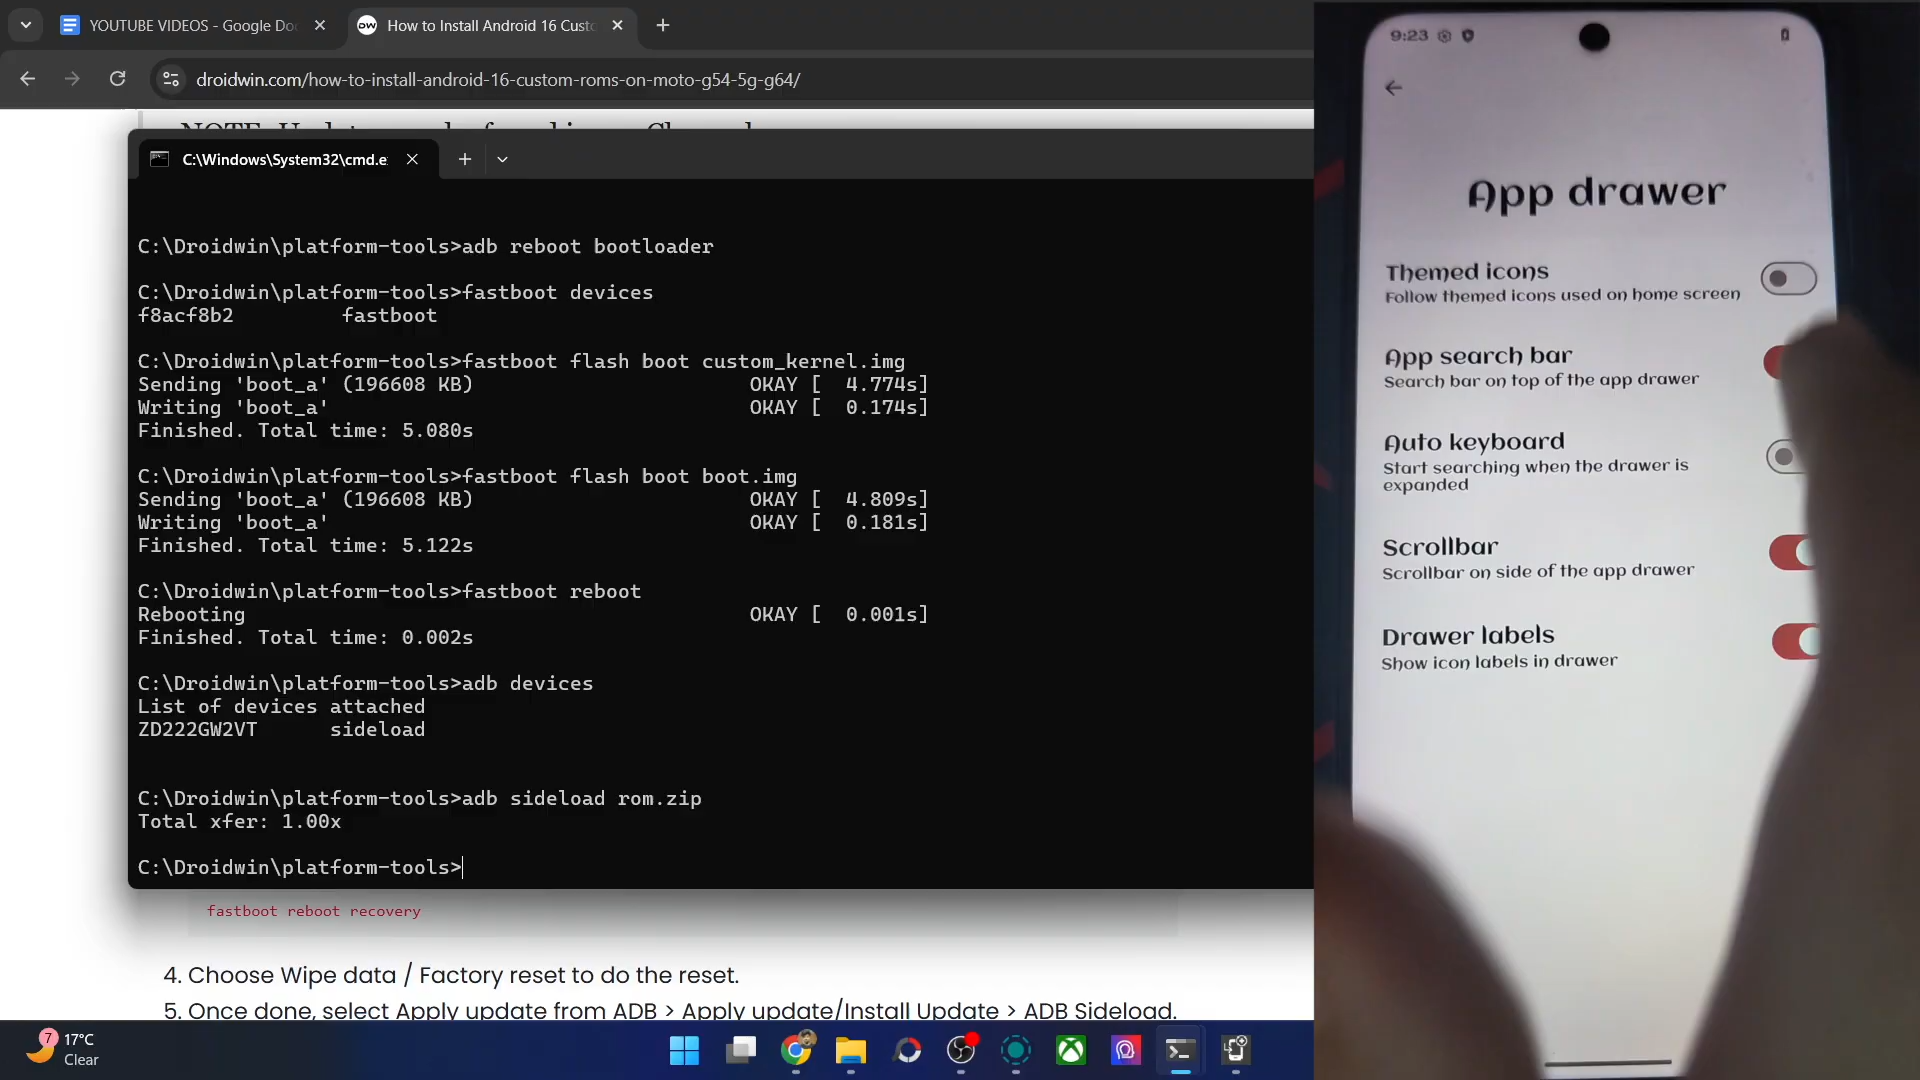 YOUTUBE VIDEOS - Google Do
How to Install Android 16 Custo
droidwin.com/how-to-install-android-16-custom-roms-on-moto-g54-5g-g64/
C:\Windows\System32\cmd.e
C:\Droidwin\platform-tools>adb reboot bootloader
C:\Droidwin\platform-tools>fastboot devices
f8acf8b2 fastboot
C:\Droidwin\platform-tools>fastboot flash boot custom_kernel.img
Sending 'boot_a' (196608 KB) OKAY [ 4.774s]
Writing 'boot_a' OKAY [ 0.174s]
Finished. Total time: 5.080s
C:\Droidwin\platform-tools>fastboot flash boot boot.img
Sending 'boot_a' (196608 KB) OKAY [ 4.809s]
Writing 'boot_a' OKAY [ 0.181s]
Finished. Total time: 5.122s
C:\Droidwin\platform-tools>fastboot reboot
Rebooting OKAY [ 0.001s]
Finished. Total time: 0.002s
C:\Droidwin\platform-tools>adb devices
List of devices attached
ZD222GW2VT sideload
C:\Droidwin\platform-tools>adb sideload rom.zip
Total xfer: 1.00x
C:\Droidwin\platform-tools>
fastboot reboot recovery
4. Choose Wipe data / Factory reset to do the reset.
5. Once done, select Apply update from ADB > Apply update/Install Update > ADB Sideload.
7
17°C
Clear
9:23
App drawer
Themed icons
Follow themed icons used on home screen
App search bar
Search bar on top of the app drawer
Auto keyboard
Start searching when the drawer is
expanded
Scrollbar
Scrollbar on side of the app drawer
Drawer labels
Show icon labels in drawer